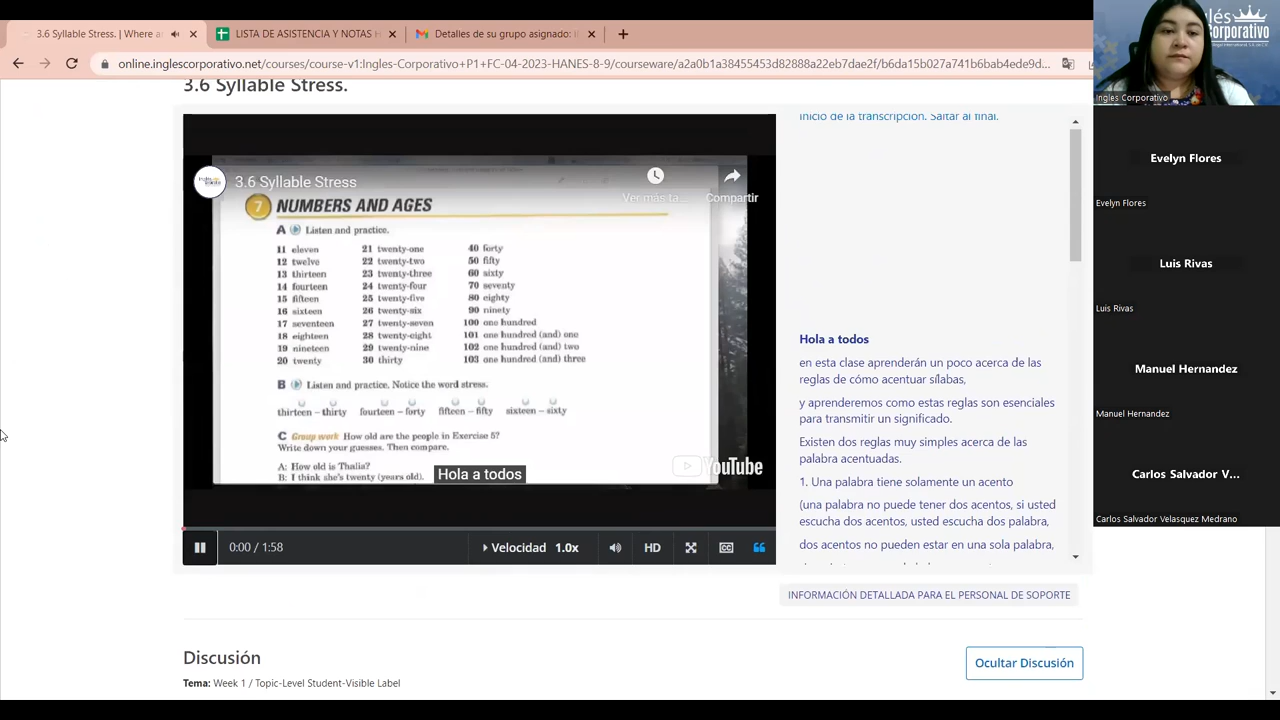 3.6 Syllable Stress. | Where a
LISTA DE ASISTENCIA Y NOTAS H
Detalles de su grupo asignado: I
online.inglescorporativo.net/courses/course-v1:Ingles-Corporativo+P1+FC-04-2023-HANES-8-9/courseware/a2a0b1a38455453d82888a22eb7dae2f/b6da15b027a741b6bab4ede9d...
3.6 Syllable Stress.
Inicio de la transcripción. Saltar al final.
3.6 Syllable Stress
Ver más ta...
Compartir
7 NUMBERS AND AGES
A Listen and practice.
11 eleven 21 twenty-one 40 forty
12 twelve 22 twenty-two 50 fifty
13 thirteen 23 twenty-three 60 sixty
14 fourteen 24 twenty-four 70 seventy
15 fifteen 25 twenty-five 80 eighty
16 sixteen 26 twenty-six 90 ninety
17 seventeen 27 twenty-seven 100 one hundred
18 eighteen 28 twenty-eight 101 one hundred (and) one
19 nineteen 29 twenty-nine 102 one hundred (and) two
20 twenty 30 thirty 103 one hundred (and) three
B Listen and practice. Notice the word stress.
thirteen – thirty fourteen – forty fifteen – fifty sixteen – sixty
C Group work How old are the people in Exercise 5?
Write down your guesses. Then compare.
A: How old is Thalia?
B: I think she's twenty (years old).
Hola a todos
YouTube
0:00 / 1:58
Velocidad 1.0x
HD
Hola a todos
en esta clase aprenderán un poco acerca de las
reglas de cómo acentuar sílabas,
y aprenderemos como estas reglas son esenciales
para transmitir un significado.
Existen dos reglas muy simples acerca de las
palabra acentuadas.
1. Una palabra tiene solamente un acento
(una palabra no puede tener dos acentos, si usted
escucha dos acentos, usted escucha dos palabra,
dos acentos no pueden estar en una sola palabra,
INFORMACIÓN DETALLADA PARA EL PERSONAL DE SOPORTE
Discusión
Ocultar Discusión
Tema: Week 1 / Topic-Level Student-Visible Label
Ingles Corporativo
Evelyn Flores
Evelyn Flores
Luis Rivas
Luis Rivas
Manuel Hernandez
Manuel Hernandez
Carlos Salvador V...
Carlos Salvador Velasquez Medrano